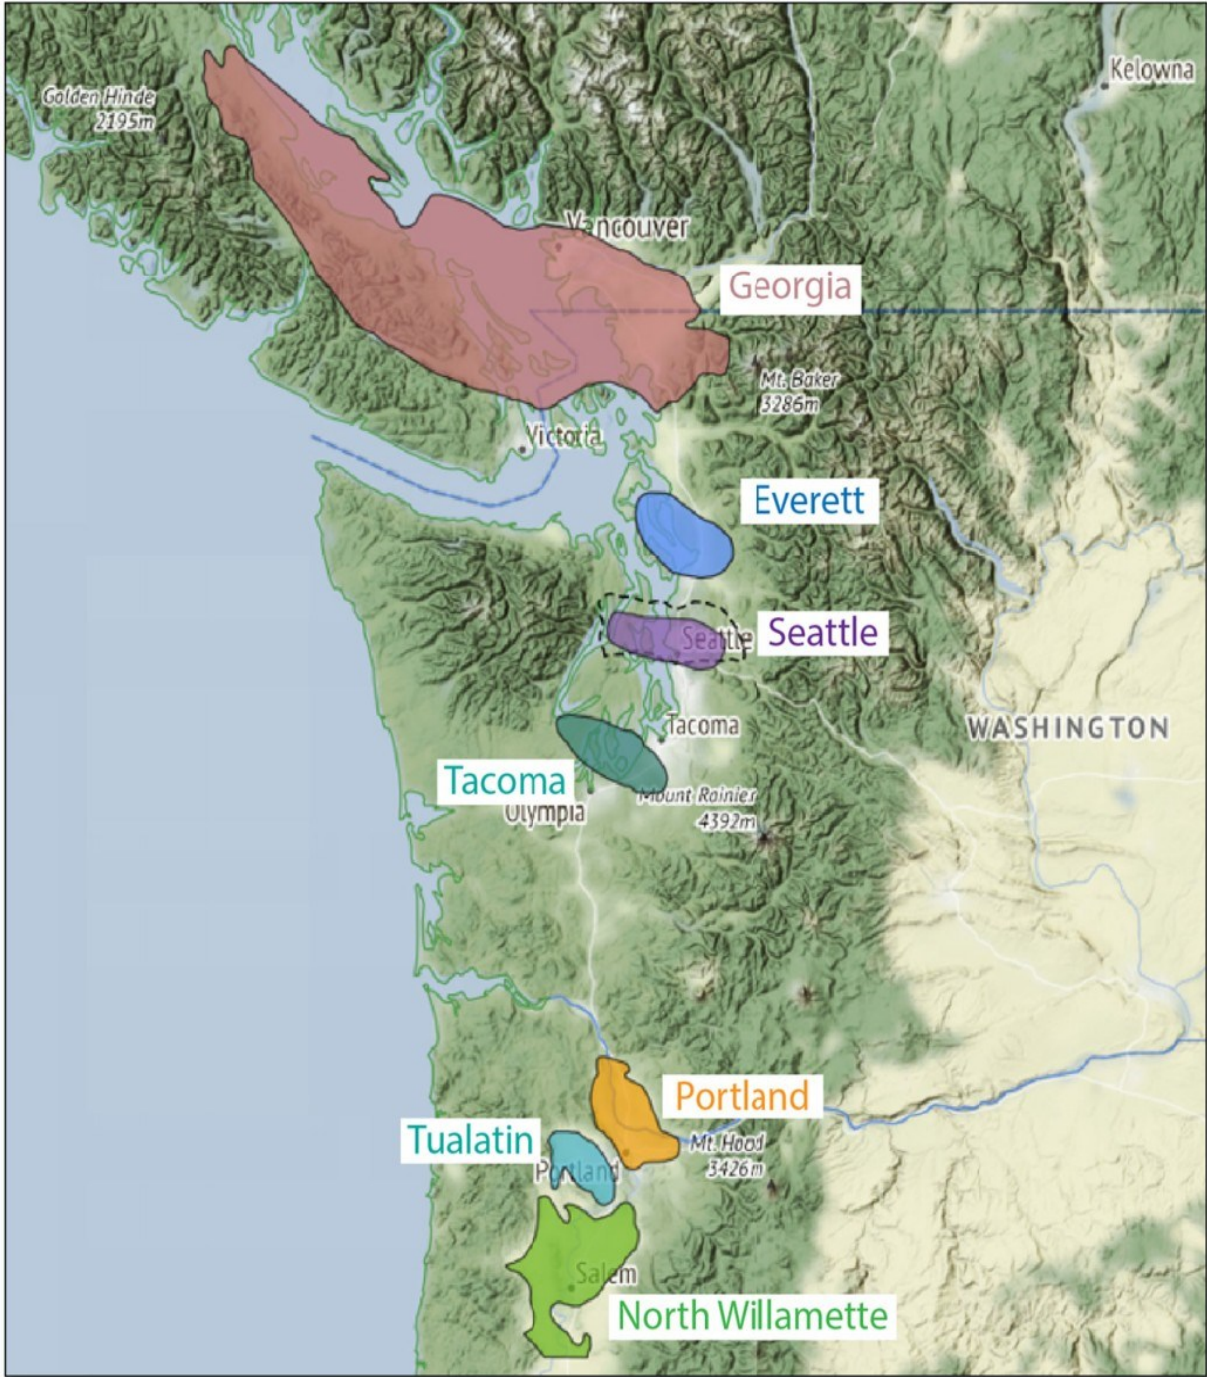 Kelowna
Golden Hinde
2195m
Vancouver
Georgia
Mt. Baker
3286m
Victoria
Everett
Seattle
Seattle
Tacoma
WASHINGTON
Tacoma
Mount Rainier
4392m
Olympia
Portland
Tualatin
Mt. Hood
3426m
Portland
Salem
North Willamette